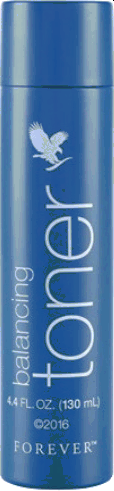 balancing
toner
4.4 FL. OZ. (130 mL)
©2016
FOREVER™